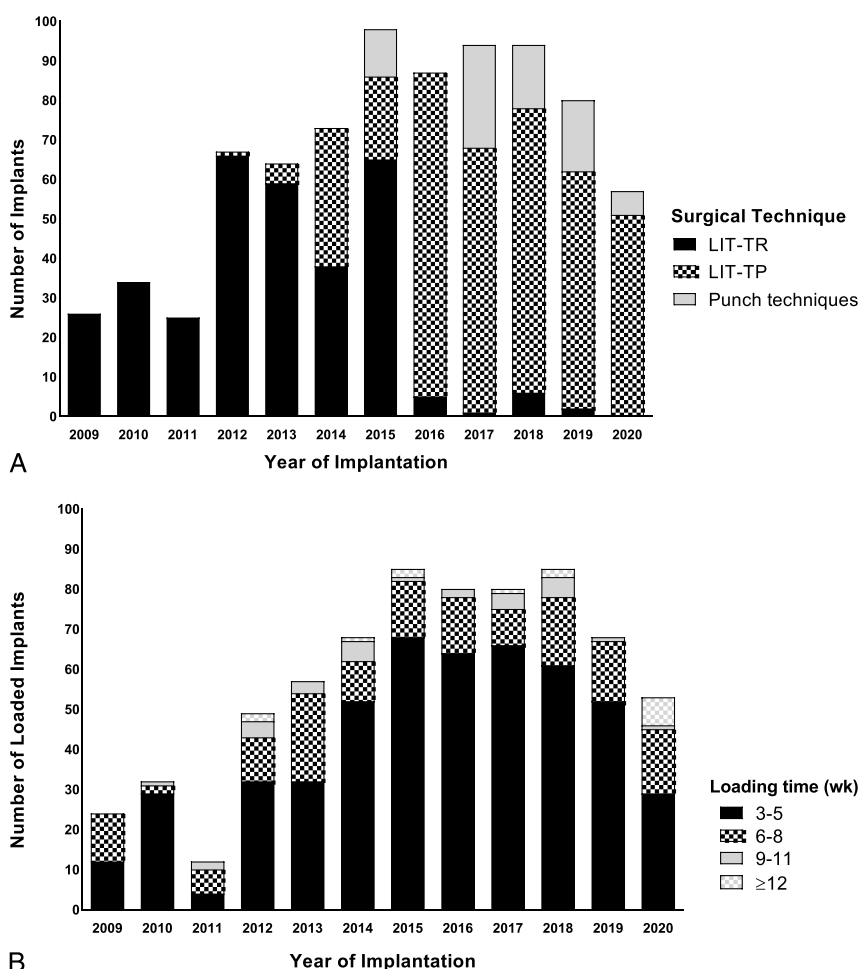 100
90
80
70
60
50
40
30
20
10
0
Number of Implants
2009 2010 2011 2012 2013 2014 2015 2016 2017 2018 2019 2020
Year of Implantation
A
Surgical Technique
LIT-TR
LIT-TP
Punch techniques
100
90
80
70
60
50
40
30
20
10
0
Number of Loaded Implants
2009 2010 2011 2012 2013 2014 2015 2016 2017 2018 2019 2020
Year of Implantation
B
Loading time (wk)
3-5
6-8
9-11
≥12